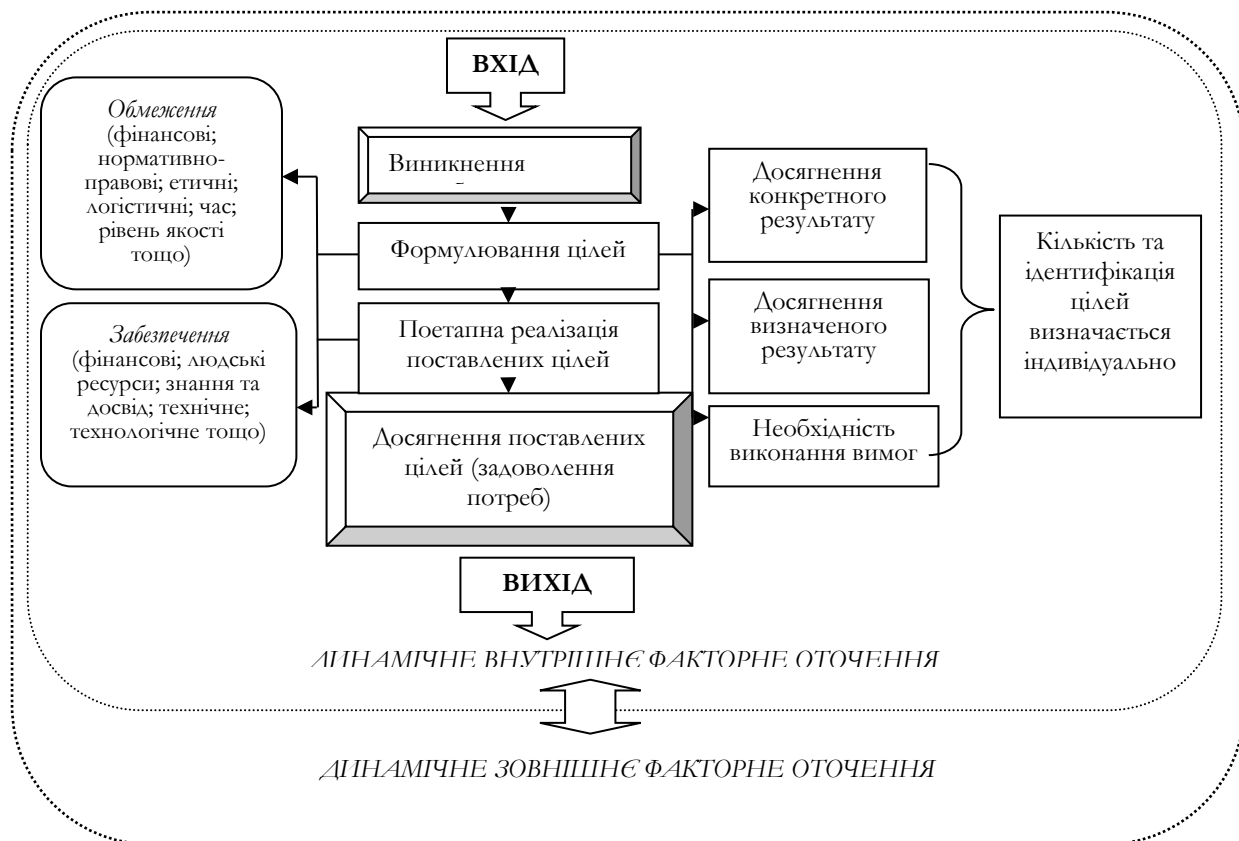 ВХІД
Обмеження
(фінансові;
нормативно-
правові; етичні;
логістичні; час;
рівень якості
тощо)
Забезпечення
(фінансові; людські
ресурси; знання та
досвід; технічне;
технологічне тощо)
Виникнення
Формулювання цілей
Поетапна реалізація
поставлених цілей
Досягнення поставлених
цілей (задоволення
потреб)
Досягнення
конкретного
результату
Досягнення
визначеного
результату
Необхідність
виконання вимог
Кількість та
ідентифікація
цілей
визначається
індивідуально
ВИХІД
ДИНАМІЧНЕ ВНУТРІШНЄ ФАКТОРНЕ ОТОЧЕННЯ
ДИНАМІЧНЕ ЗОВНІШНЄ ФАКТОРНЕ ОТОЧЕННЯ